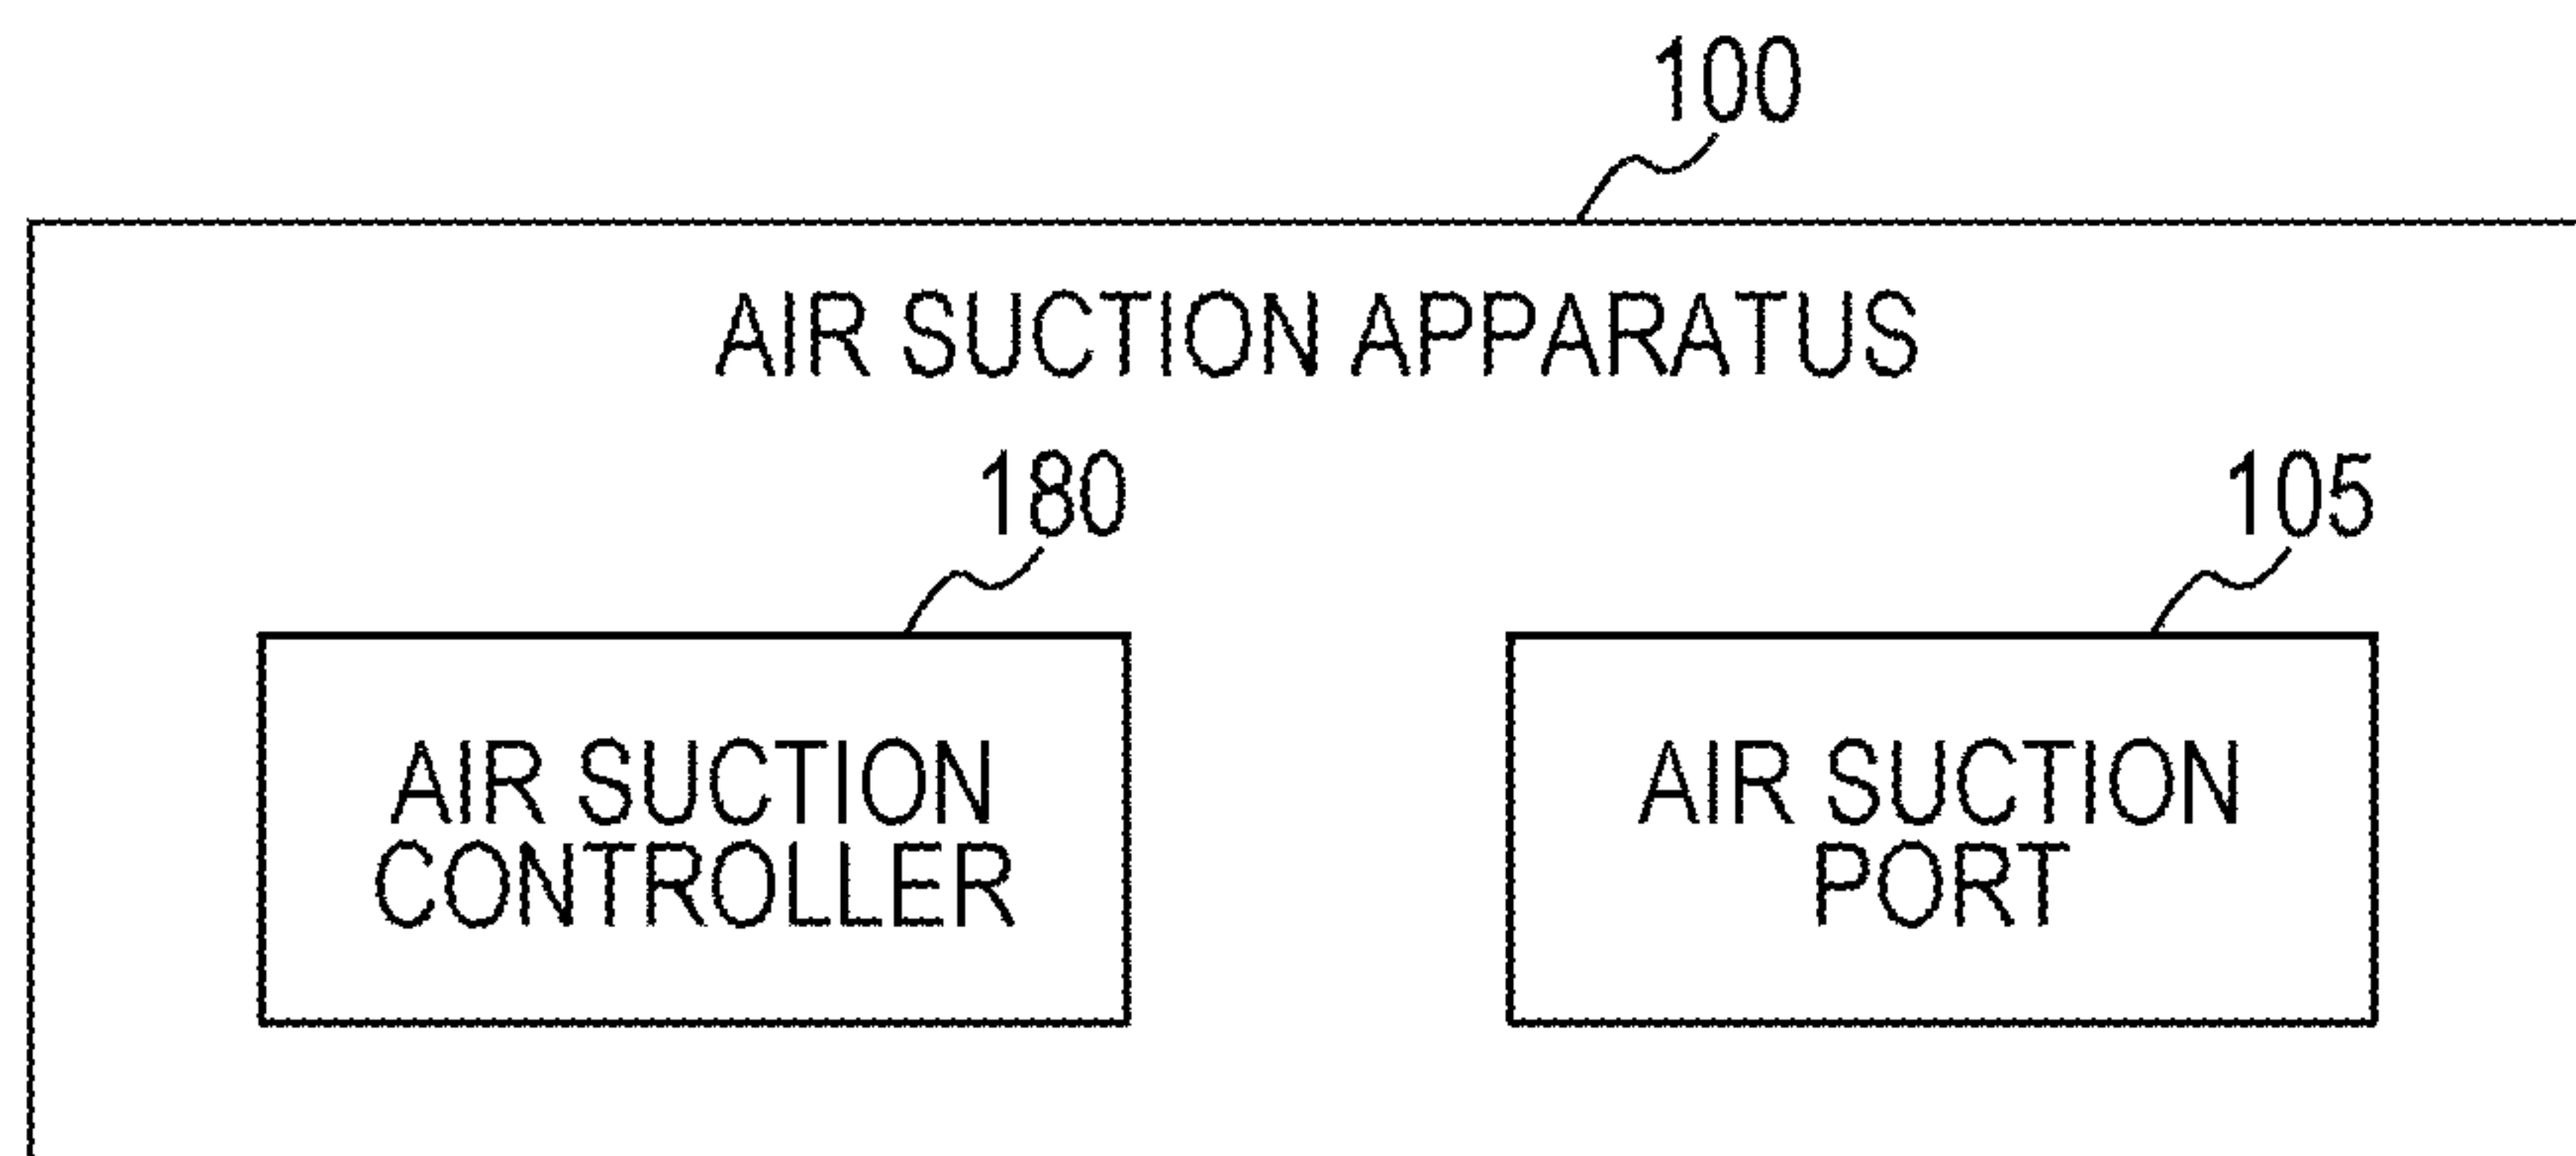 100
AIR SUCTION APPARATUS
180
105
AIR SUCTION
CONTROLLER
AIR SUCTION
PORT